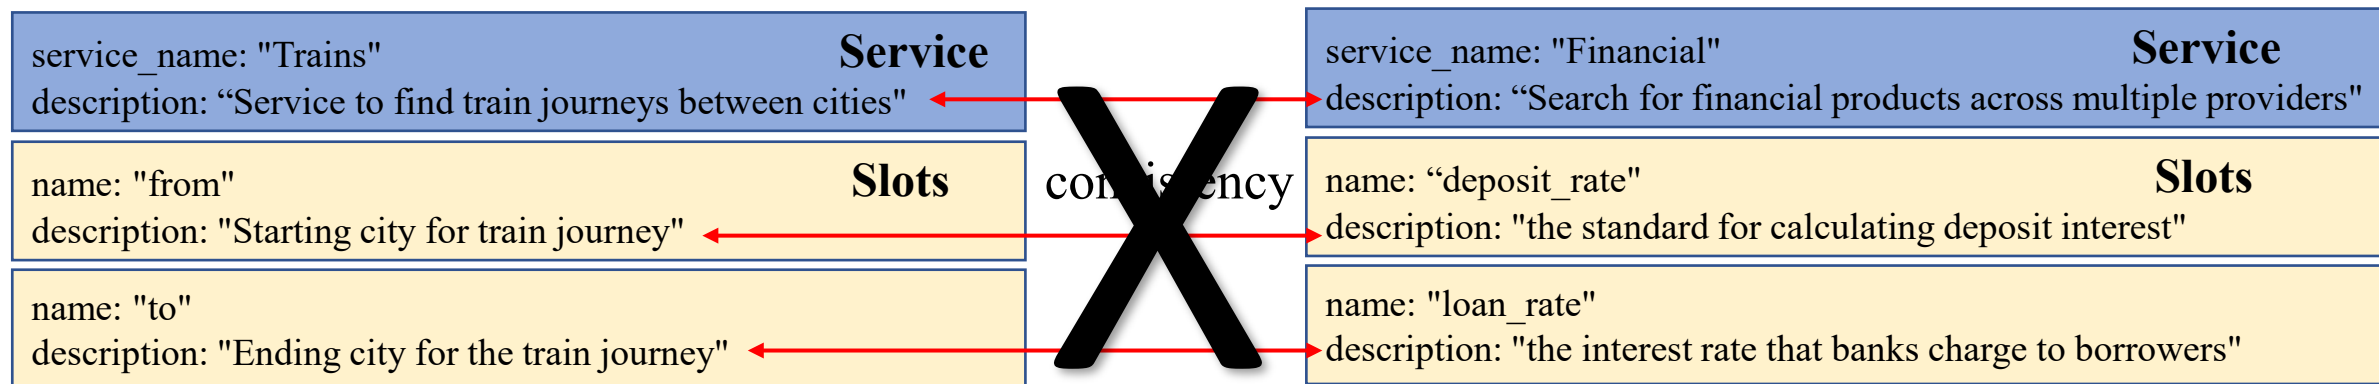 service_name: "Trains"
Service
description: “Service to find train journeys between cities"
name: "from"
Slots
description: "Starting city for train journey"
name: "to"
description: "Ending city for the train journey"
X
consistency
service_name: "Financial"
Service
description: “Search for financial products across multiple providers"
name: “deposit_rate"
Slots
description: "the standard for calculating deposit interest"
name: "loan_rate"
description: "the interest rate that banks charge to borrowers"